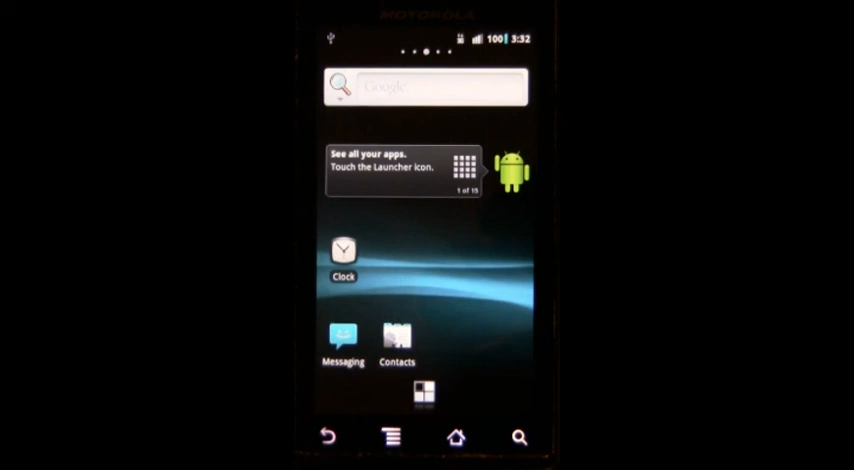 MOTOROLA
3G 100 3:32
Google
See all your apps.
Touch the Launcher icon.
1 of 15
Clock
Messaging Contacts